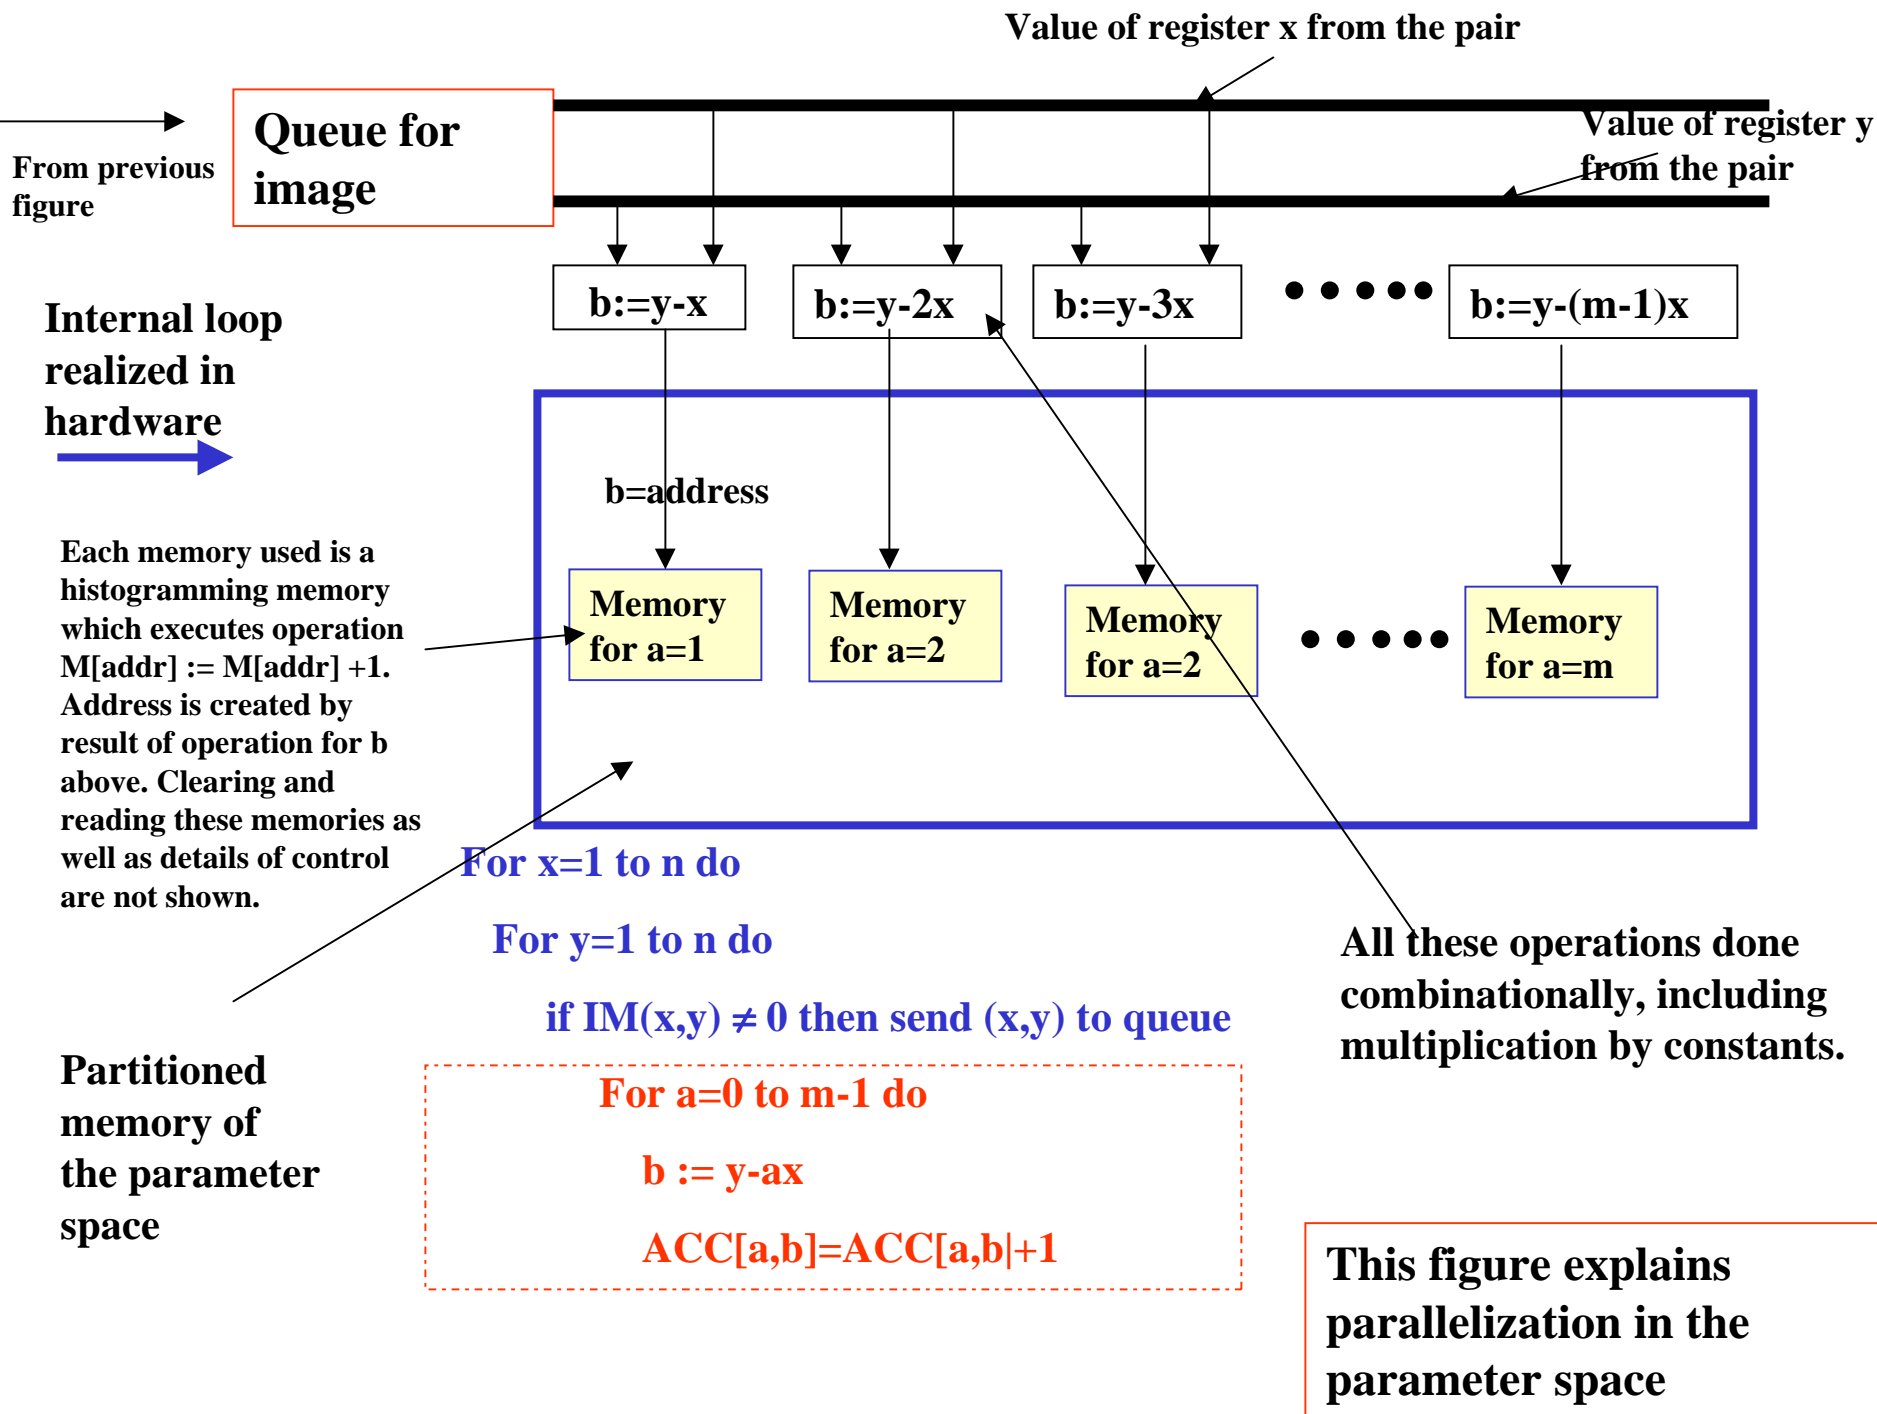 Value of register x from the pair
Queue for
image
Value of register y
from the pair
From previous
figure
b:=y-x
b:=y-2x
b:=y-3x
b:=y-(m-1)x
Internal loop
realized in
hardware
b=address
Each memory used is a
histogramming memory
which executes operation
M[addr] := M[addr] +1.
Address is created by
result of operation for b
above. Clearing and
reading these memories as
well as details of control
are not shown.
Memory
for a=1
Memory
for a=2
Memory
for a=2
Memory
for a=m
For x=1 to n do
For y=1 to n do
if IM(x,y) ≠ 0 then send (x,y) to queue
For a=0 to m-1 do
b := y-ax
ACC[a,b]=ACC[a,b|+1
All these operations done
combinationally, including
multiplication by constants.
Partitioned
memory of
the parameter
space
This figure explains
parallelization in the
parameter space